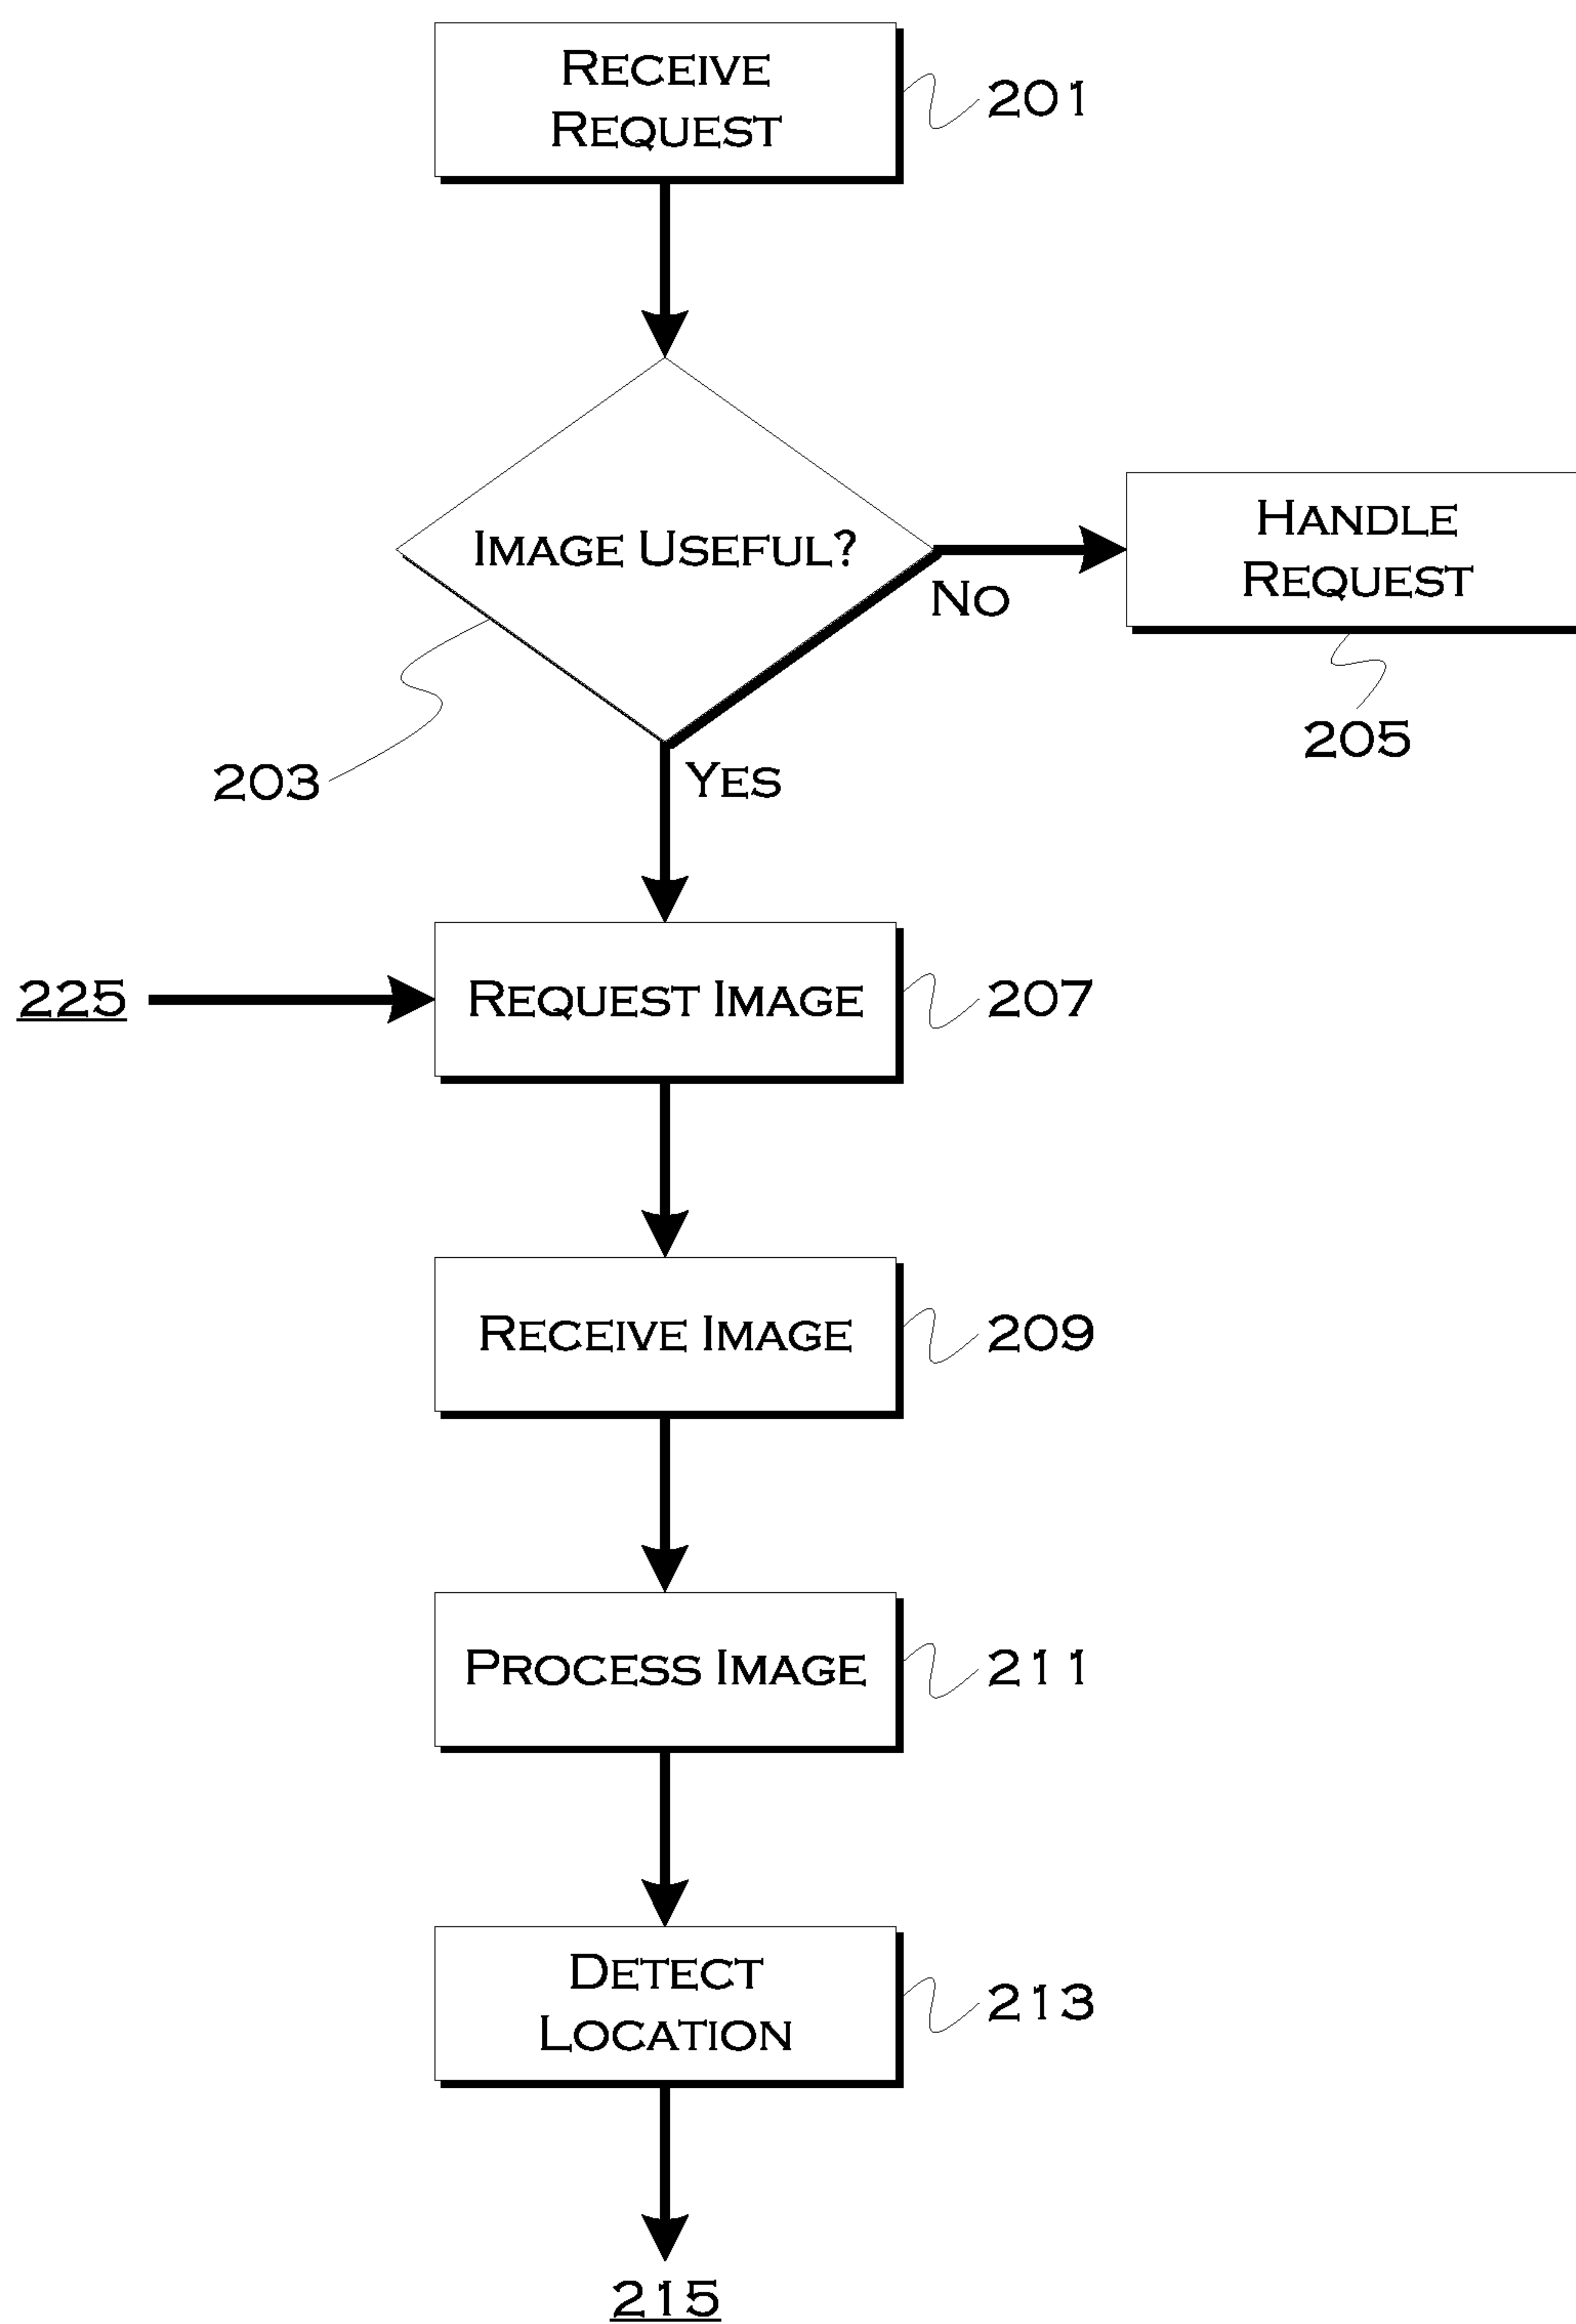 RECEIVE
REQUEST
201
IMAGE USEFUL?
HANDLE
REQUEST
NO
205
203
YES
225
REQUEST IMAGE
207
RECEIVE IMAGE
209
PROCESS IMAGE
211
DETECT
LOCATION
213
215